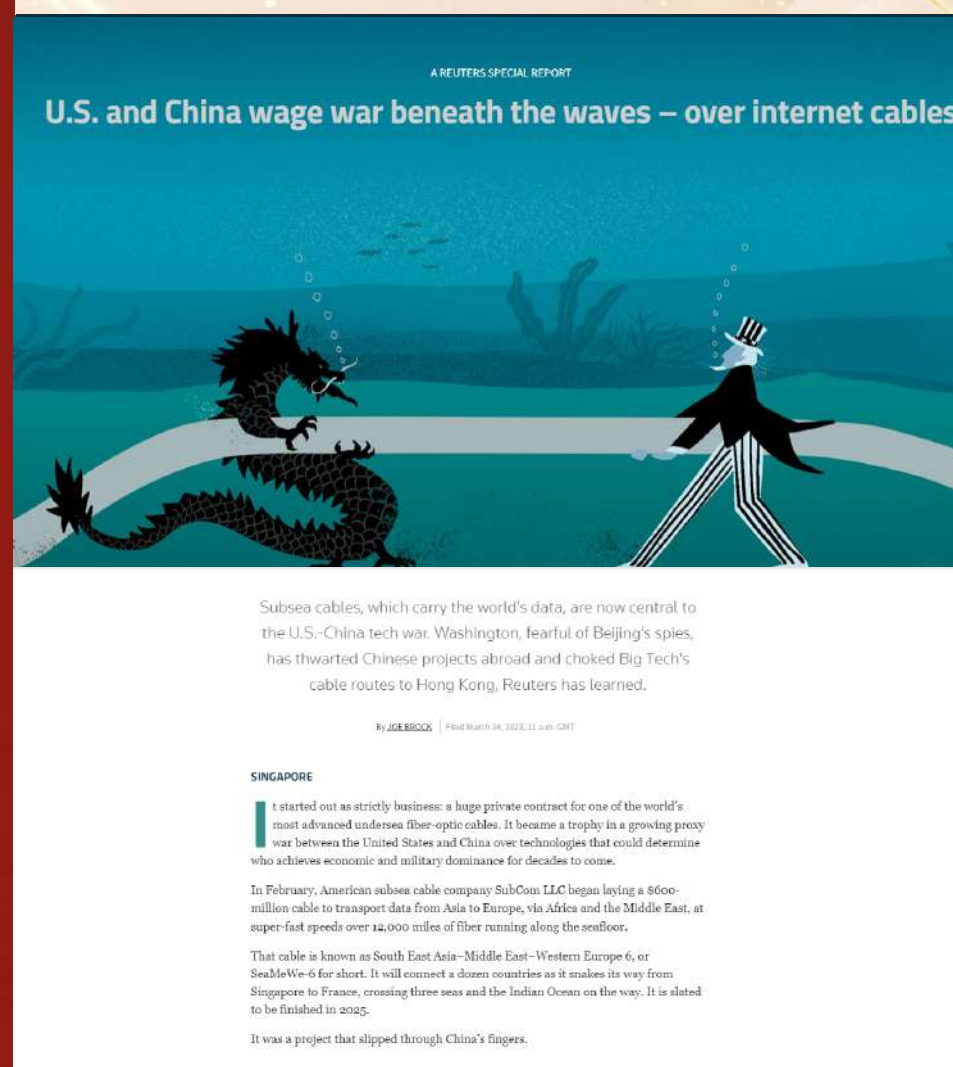 A REUTERS SPECIAL REPORT
U.S. and China wage war beneath the waves – over internet cables
Subsea cables, which carry the world's data, are now central to
the U.S.-China tech war. Washington, fearful of Beijing's spies,
has thwarted Chinese projects abroad and choked Big Tech's
cable routes to Hong Kong, Reuters has learned.
By JOE BROCK | Filed March 24, 2023, 11 a.m. GMT
SINGAPORE
It started out as strictly business: a huge private contract for one of the world's
most advanced undersea fiber-optic cables. It became a trophy in a growing proxy
war between the United States and China over technologies that could determine
who achieves economic and military dominance for decades to come.
In February, American subsea cable company SubCom LLC began laying a $600-
million cable to transport data from Asia to Europe, via Africa and the Middle East, at
super-fast speeds over 12,000 miles of fiber running along the seafloor.
That cable is known as South East Asia–Middle East–Western Europe 6, or
SeaMeWe-6 for short. It will connect a dozen countries as it snakes its way from
Singapore to France, crossing three seas and the Indian Ocean on the way. It is slated
to be finished in 2025.
It was a project that slipped through China's fingers.